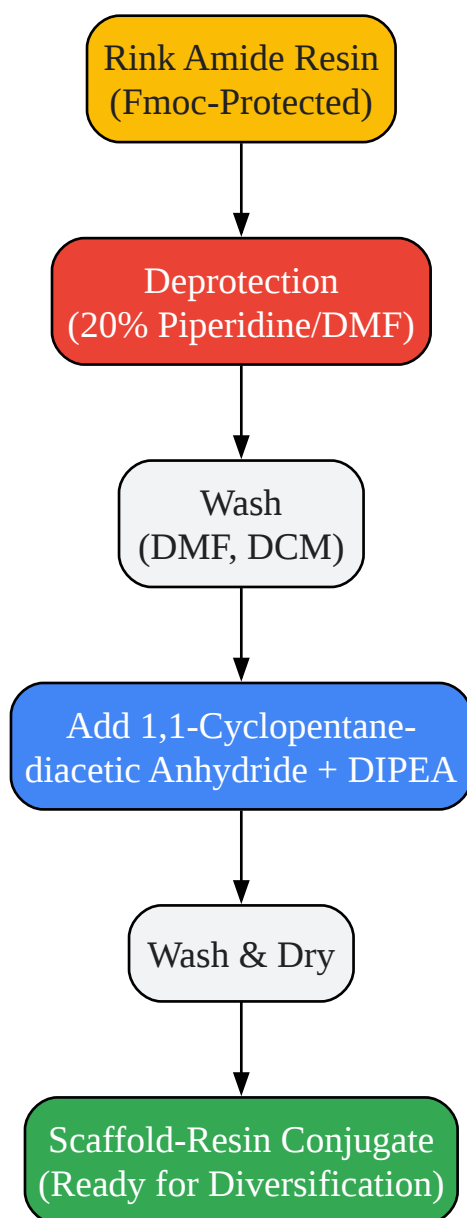 Rink Amide Resin
(Fmoc-Protected)
Deprotection
(20% Piperidine/DMF)
Wash
(DMF, DCM)
Add 1,1-Cyclopentane-
diacetic Anhydride + DIPEA
Wash & Dry
Scaffold-Resin Conjugate
(Ready for Diversification)